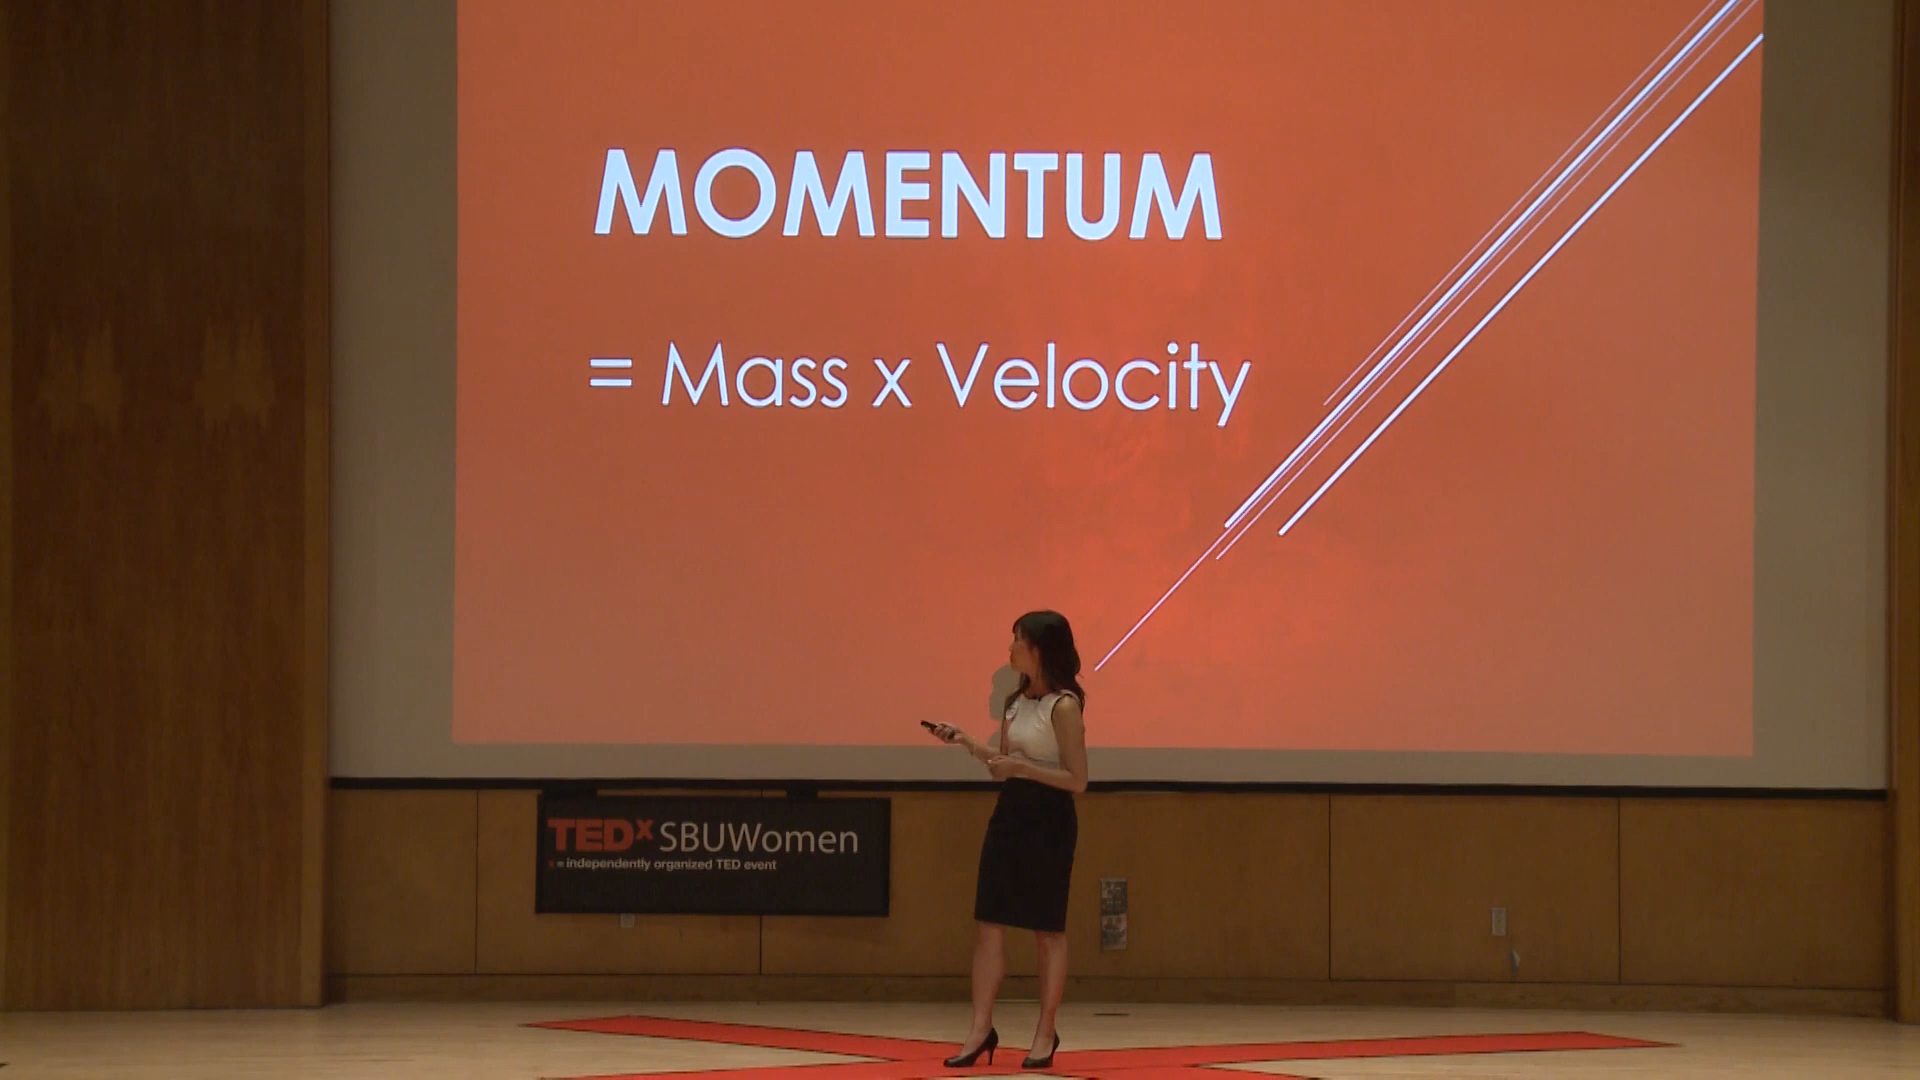 MOMENTUM
= Mass x Velocity
TEDx SBUWomen
x = independently organized TED event